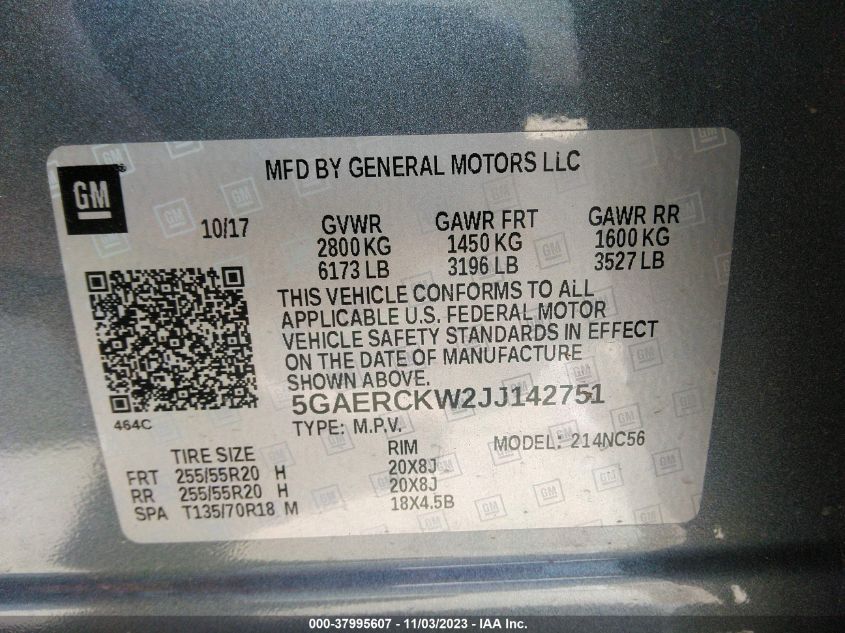 MFD BY GENERAL MOTORS LLC
GM
10/17
GVWR GAWR FRT GAWR RR
2800 KG 1450 KG 1600 KG
6173 LB 3196 LB 3527 LB
THIS VEHICLE CONFORMS TO ALL
APPLICABLE U.S. FEDERAL MOTOR
VEHICLE SAFETY STANDARDS IN EFFECT
ON THE DATE OF MANUFACTURE
SHOWN ABOVE.
5GAERCKW2JJ142751
464C
TYPE: M.P.V. MODEL: 214NC56
TIRE SIZE RIM
FRT 255/55R20 H 20X8J
RR 255/55R20 H 20X8J
SPA T135/70R18 M 18X4.5B
000-37995607 - 11/03/2023 - IAA Inc.